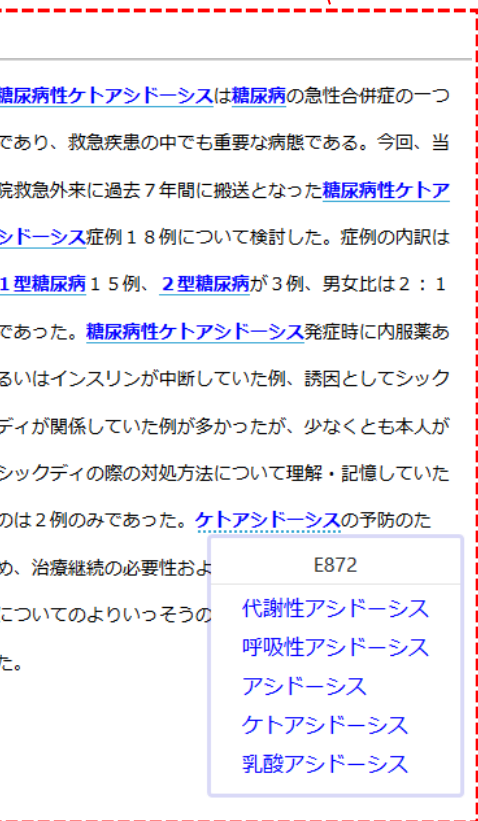 糖尿病性ケトアシドーシスは糖尿病の急性合併症の一つ
であり、救急疾患の中でも重要な病態である。今回、当
院救急外来に過去７年間に搬送となった糖尿病性ケトア
シドーシス症例１８例について検討した。症例の内訳は
１型糖尿病１５例、２型糖尿病が３例、男女比は２：１
であった。糖尿病性ケトアシドーシス発症時に内服薬あ
るいはインスリンが中断していた例、誘因としてシック
ディが関係していた例が多かったが、少なくとも本人が
シックディの際の対処方法について理解・記憶していた
のは２例のみであった。ケトアシドーシスの予防のた
め、治療継続の必要性およ
についてのよりいっそうの
た。
E872
代謝性アシドーシス
呼吸性アシドーシス
アシドーシス
ケトアシドーシス
乳酸アシドーシス